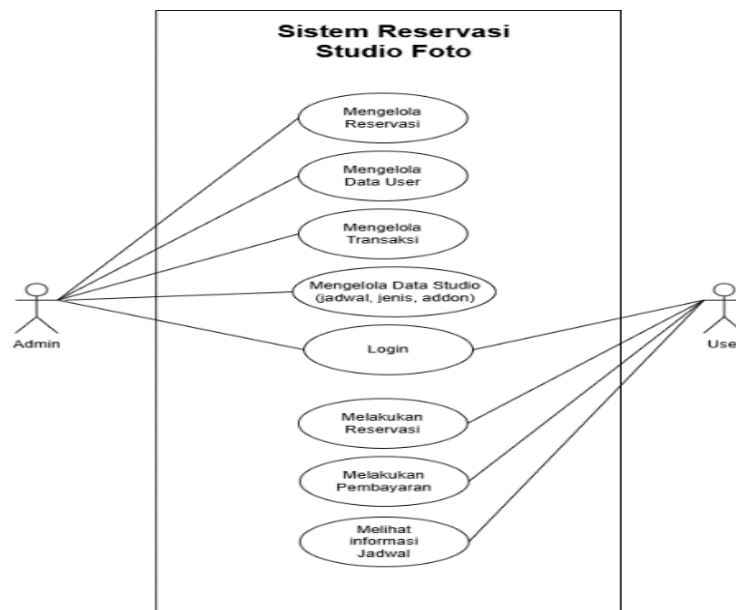 Sistem Reservasi
Studio Foto
Mengelola
Reservasi
Mengelola
Data User
Mengelola
Transaksi
Mengelola Data Studio
(jadwal, jenis, addon)
Login
Melakukan
Reservasi
Melakukan
Pembayaran
Melihat
informasi
Jadwal
Admin
Use